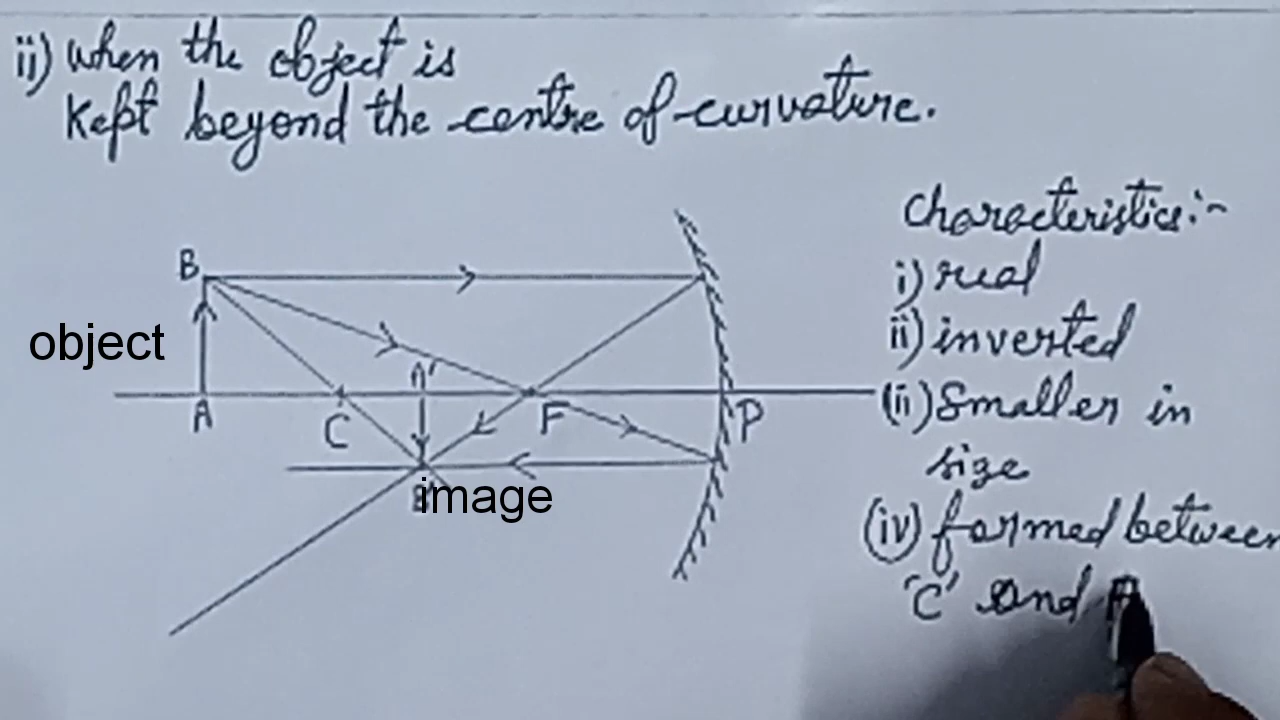 ii) when the object is
kept beyond the centre of curvature.
characteristics:-
i) real
ii) inverted
(ii) Smaller in
size
(iv) formed between
'C' and
B
object
A
C
A'
F
P
image